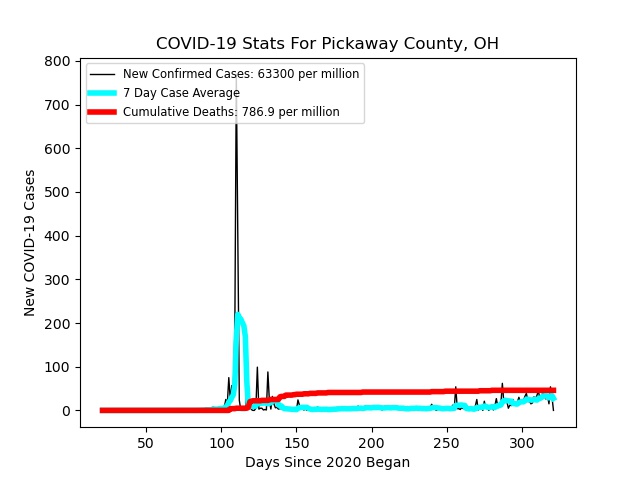 COVID-19 Stats For Pickaway County, OH
New Confirmed Cases: 63300 per million
7 Day Case Average
Cumulative Deaths: 786.9 per million
New COVID-19 Cases
800
700
600
500
400
300
200
100
0
50 100 150 200 250 300
Days Since 2020 Began